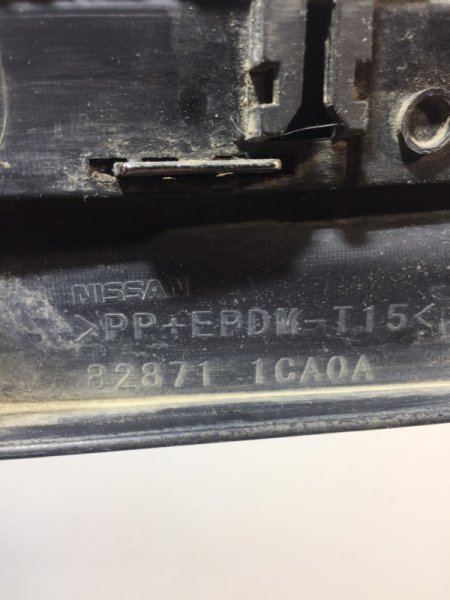 NISSAN
>PP+EPDM-T15<
82871 1CA0A